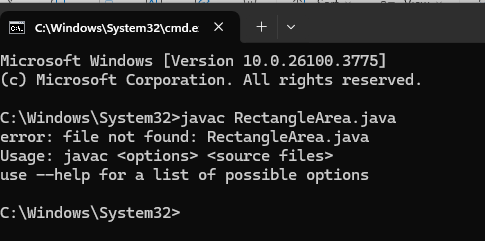 C:\Windows\System32\cmd.e
Microsoft Windows [Version 10.0.26100.3775]
(c) Microsoft Corporation. All rights reserved.
C:\Windows\System32>javac RectangleArea.java
error: file not found: RectangleArea.java
Usage: javac <options> <source files>
use --help for a list of possible options
C:\Windows\System32>